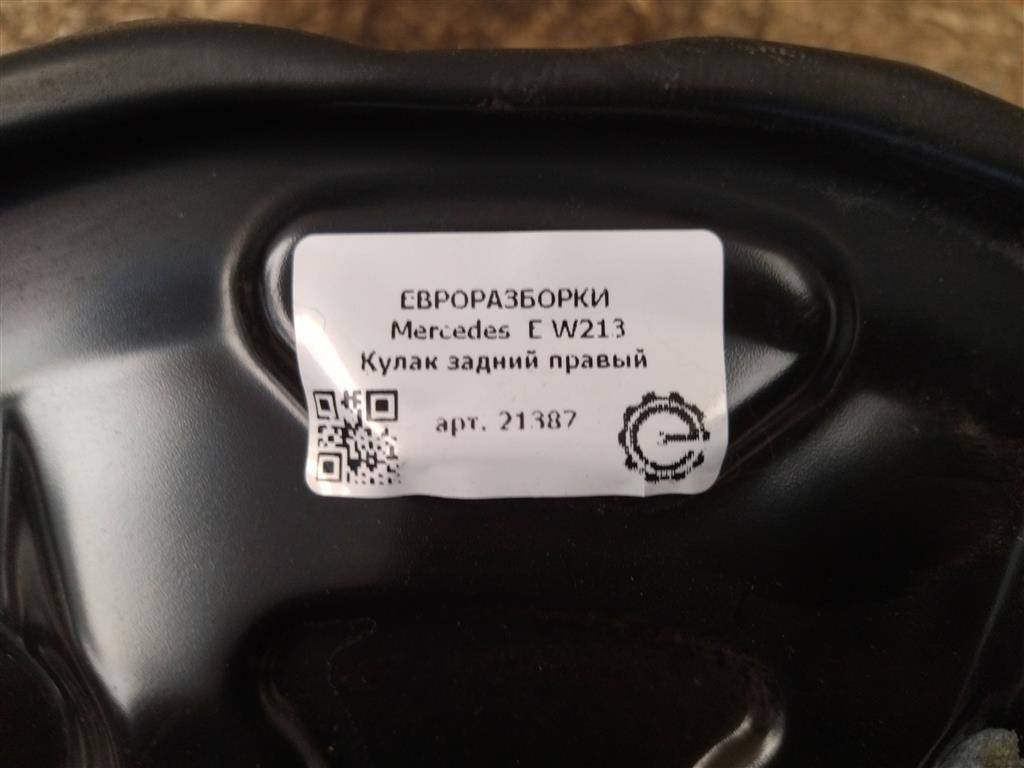 ЕВРОРАЗБОРКИ
Mercedes E W213
Кулак задний правый
арт. 21387